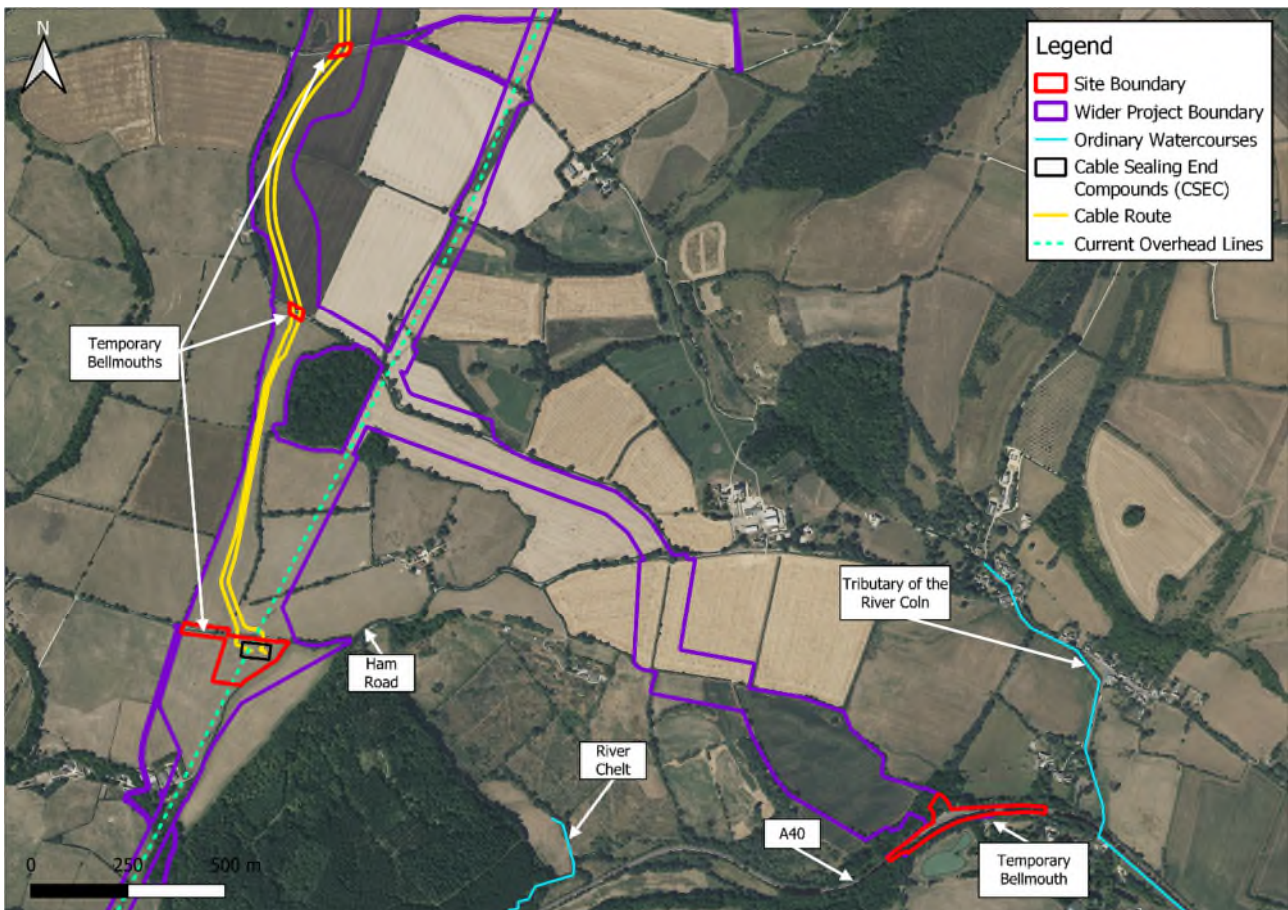 N
Legend
Site Boundary
Wider Project Boundary
Ordinary Watercourses
Cable Sealing End
Compounds (CSEC)
Cable Route
Current Overhead Lines
Temporary
Bellmouths
Tributary of the
River Coln
Ham
Road
River
Chelt
A40
Temporary
Bellmouth
0 250 500 m